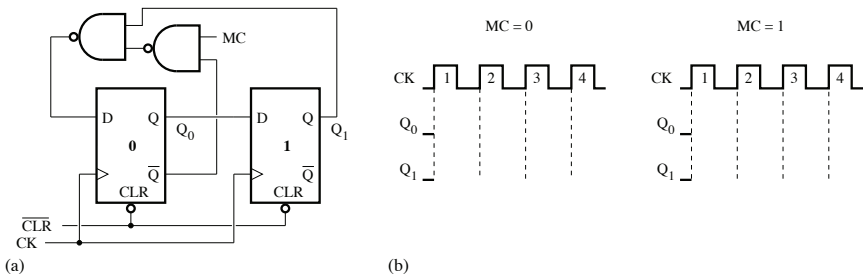 MC
D Q
Q0
D Q
Q1
0
1
Q
Q
CLR
CLR
CLR
CK
(a)
MC = 0
CK 1 2 3 4
Q0
Q1
MC = 1
CK 1 2 3 4
Q0
Q1
(b)